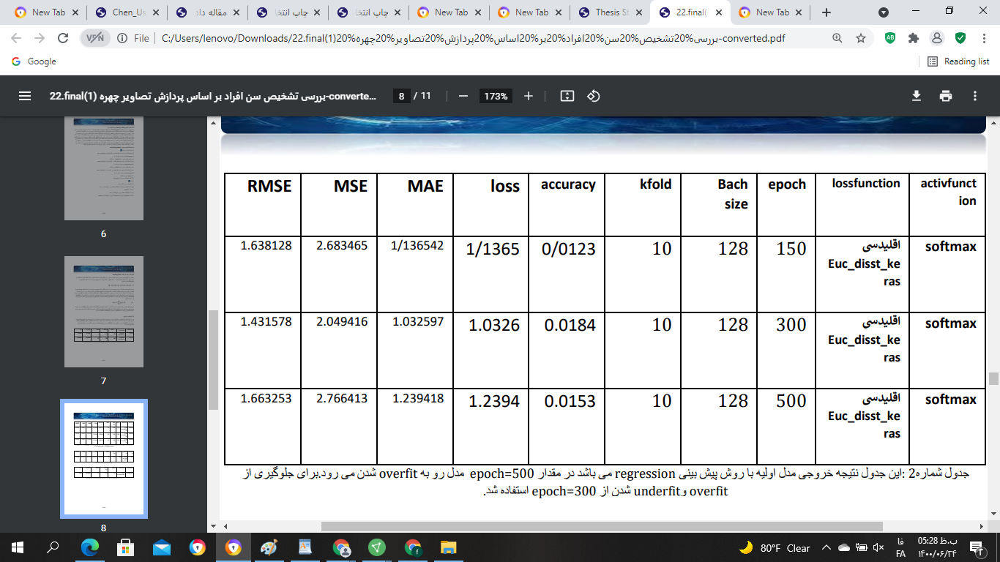 New Tab
Chen_Us
مقاله داد
چاپ انتخا
چاپ انتخا
New Tab
New Tab
Thesis St
22.final(
New Tab
VPN
File
C:/Users/lenovo/Downloads/22.final(1)20%بررسی%20تشخیص%20سن%20افراد%20بر%20اساس%20پردازش%20تصاویر%20چهره-converted.pdf
Google
Reading list
22.final(1) بررسی تشخیص سن افراد بر اساس پردازش تصاویر چهره-converte...
8 / 11
173%
6
7
8
RMSE MSE MAE loss accuracy kfold Bach size epoch lossfunction activfunction
1.638128 2.683465 1/136542 1/1365 0/0123 10 128 150 اقلیدسی Euc_disst_keras softmax
1.431578 2.049416 1.032597 1.0326 0.0184 10 128 300 اقلیدسی Euc_disst_keras softmax
1.663253 2.766413 1.239418 1.2394 0.0153 10 128 500 اقلیدسی Euc_disst_keras softmax
جدول شماره2 :این جدول نتیجه خروجی مدل اولیه با روش پیش بینی regression می باشد در مقدار epoch=500 مدل رو به overfit شدن می رود.برای جلوگیری از
overfit وunderfit شدن از epoch=300 استفاده شد.
80°F Clear
فا
FA
05:28 ب.ظ
۱۴۰۰/۰۶/۲۴